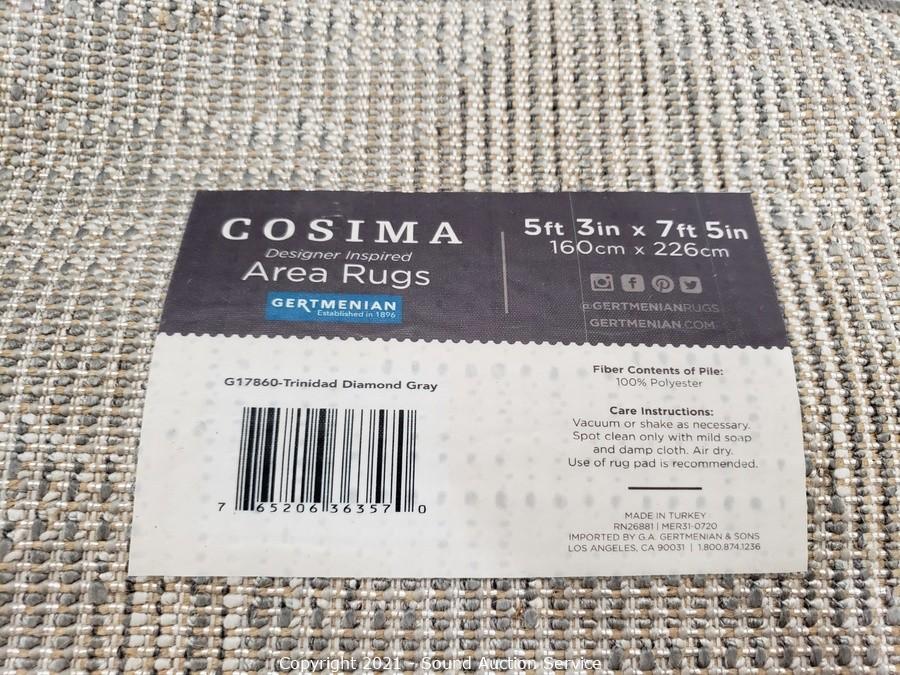 COSIMA
Designer Inspired
Area Rugs
GERTMENIAN
Established in 1896
5ft 3in x 7ft 5in
160cm x 226cm
@GERTMENIANRUGS
GERTMENIAN.COM
G17860-Trinidad Diamond Gray
7 65206 36357 0
Fiber Contents of Pile:
100% Polyester
Care Instructions:
Vacuum or shake as necessary.
Spot clean only with mild soap
and damp cloth. Air dry.
Use of rug pad is recommended.
MADE IN TURKEY
RN26881 | MER31-0720
IMPORTED BY G.A. GERTMENIAN & SONS
LOS ANGELES, CA 90031 | 1.800.874.1236
Copyright 2021 - Sound Auction Service